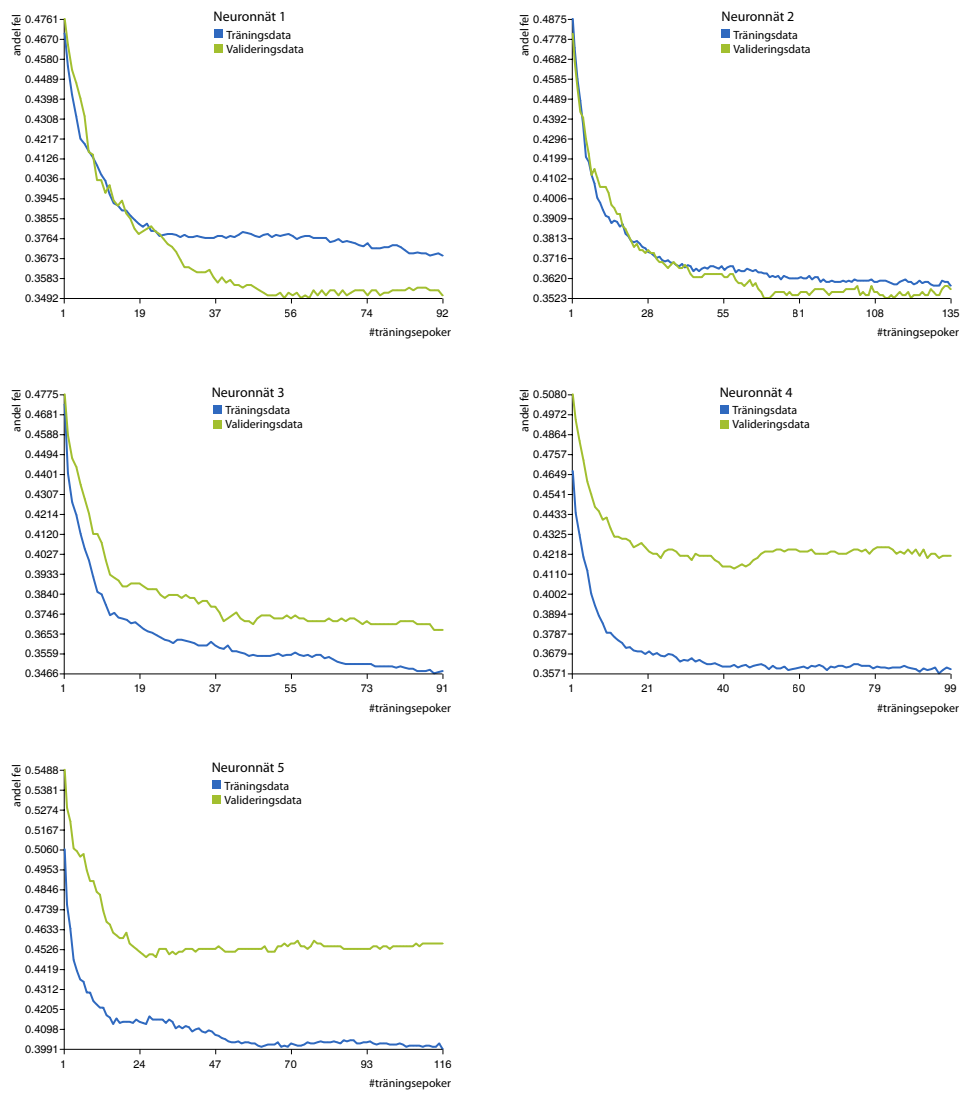 Neuronnät 1
Träningsdata
Valideringsdata
andel fel
0.4761
0.4670
0.4580
0.4489
0.4398
0.4308
0.4217
0.4126
0.4036
0.3945
0.3855
0.3764
0.3673
0.3583
0.3492
1 19 37 56 74 92
#träningsepoker
Neuronnät 2
Träningsdata
Valideringsdata
andel fel
0.4875
0.4778
0.4682
0.4585
0.4489
0.4392
0.4296
0.4199
0.4102
0.4006
0.3909
0.3813
0.3716
0.3620
0.3523
1 28 55 81 108 135
#träningsepoker
Neuronnät 3
Träningsdata
Valideringsdata
andel fel
0.4775
0.4681
0.4588
0.4494
0.4401
0.4307
0.4214
0.4120
0.4027
0.3933
0.3840
0.3746
0.3653
0.3559
0.3466
1 19 37 55 73 91
#träningsepoker
Neuronnät 4
Träningsdata
Valideringsdata
andel fel
0.5080
0.4972
0.4864
0.4757
0.4649
0.4541
0.4433
0.4325
0.4218
0.4110
0.4002
0.3894
0.3787
0.3679
0.3571
1 21 40 60 79 99
#träningsepoker
Neuronnät 5
Träningsdata
Valideringsdata
andel fel
0.5488
0.5381
0.5274
0.5167
0.5060
0.4953
0.4846
0.4739
0.4633
0.4526
0.4419
0.4312
0.4205
0.4098
0.3991
1 24 47 70 93 116
#träningsepoker